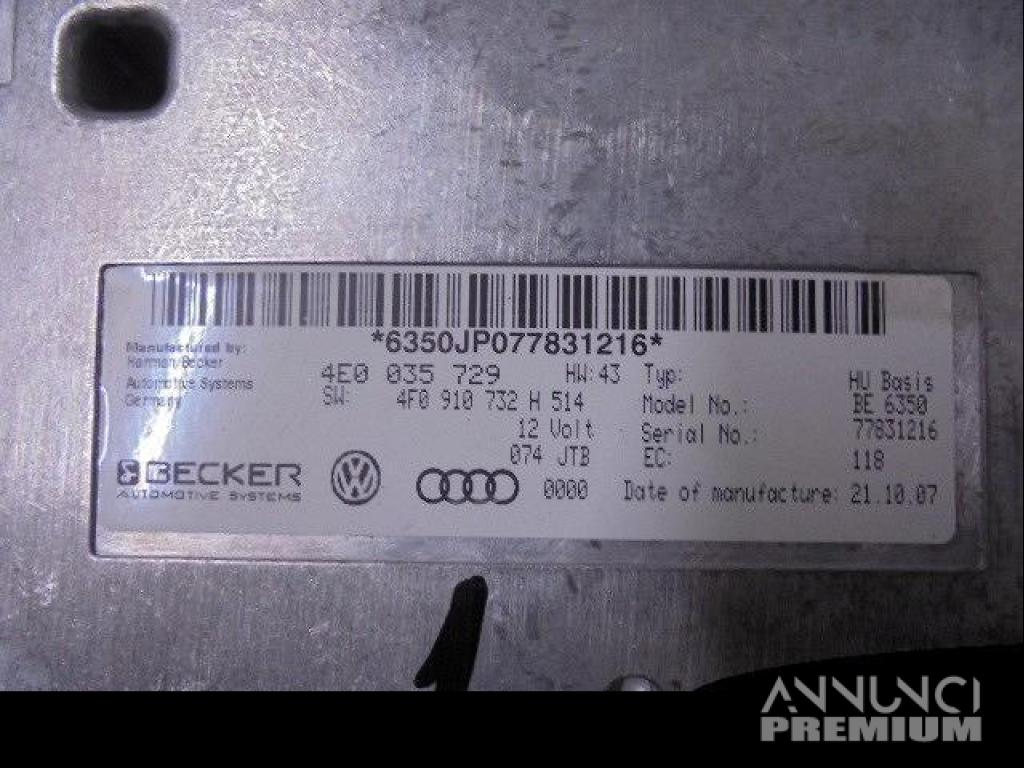 *6350JP077831216*
Manufactured by:
Harman/Becker
Automotive Systems
Germany
4E0 035 729 HW:43
SW: 4F0 910 732 H 514
12 Volt
074 JTB
0000
Typ: HU Basis
Model No.: BE 6350
Serial No.: 77831216
EC: 118
Date of manufacture: 21.10.07
BECKER
AUTOMOTIVE SYSTEMS
1
ANNUNCI
PREMIUM